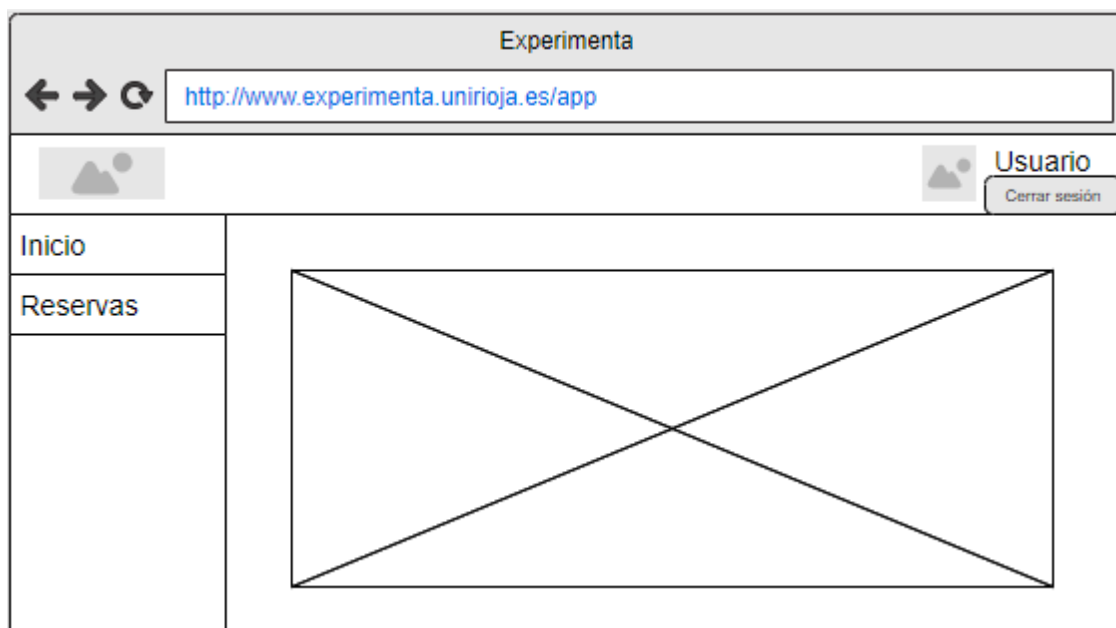 Experimenta
http://www.experimenta.unirioja.es/app
Usuario
Cerrar sesión
Inicio
Reservas